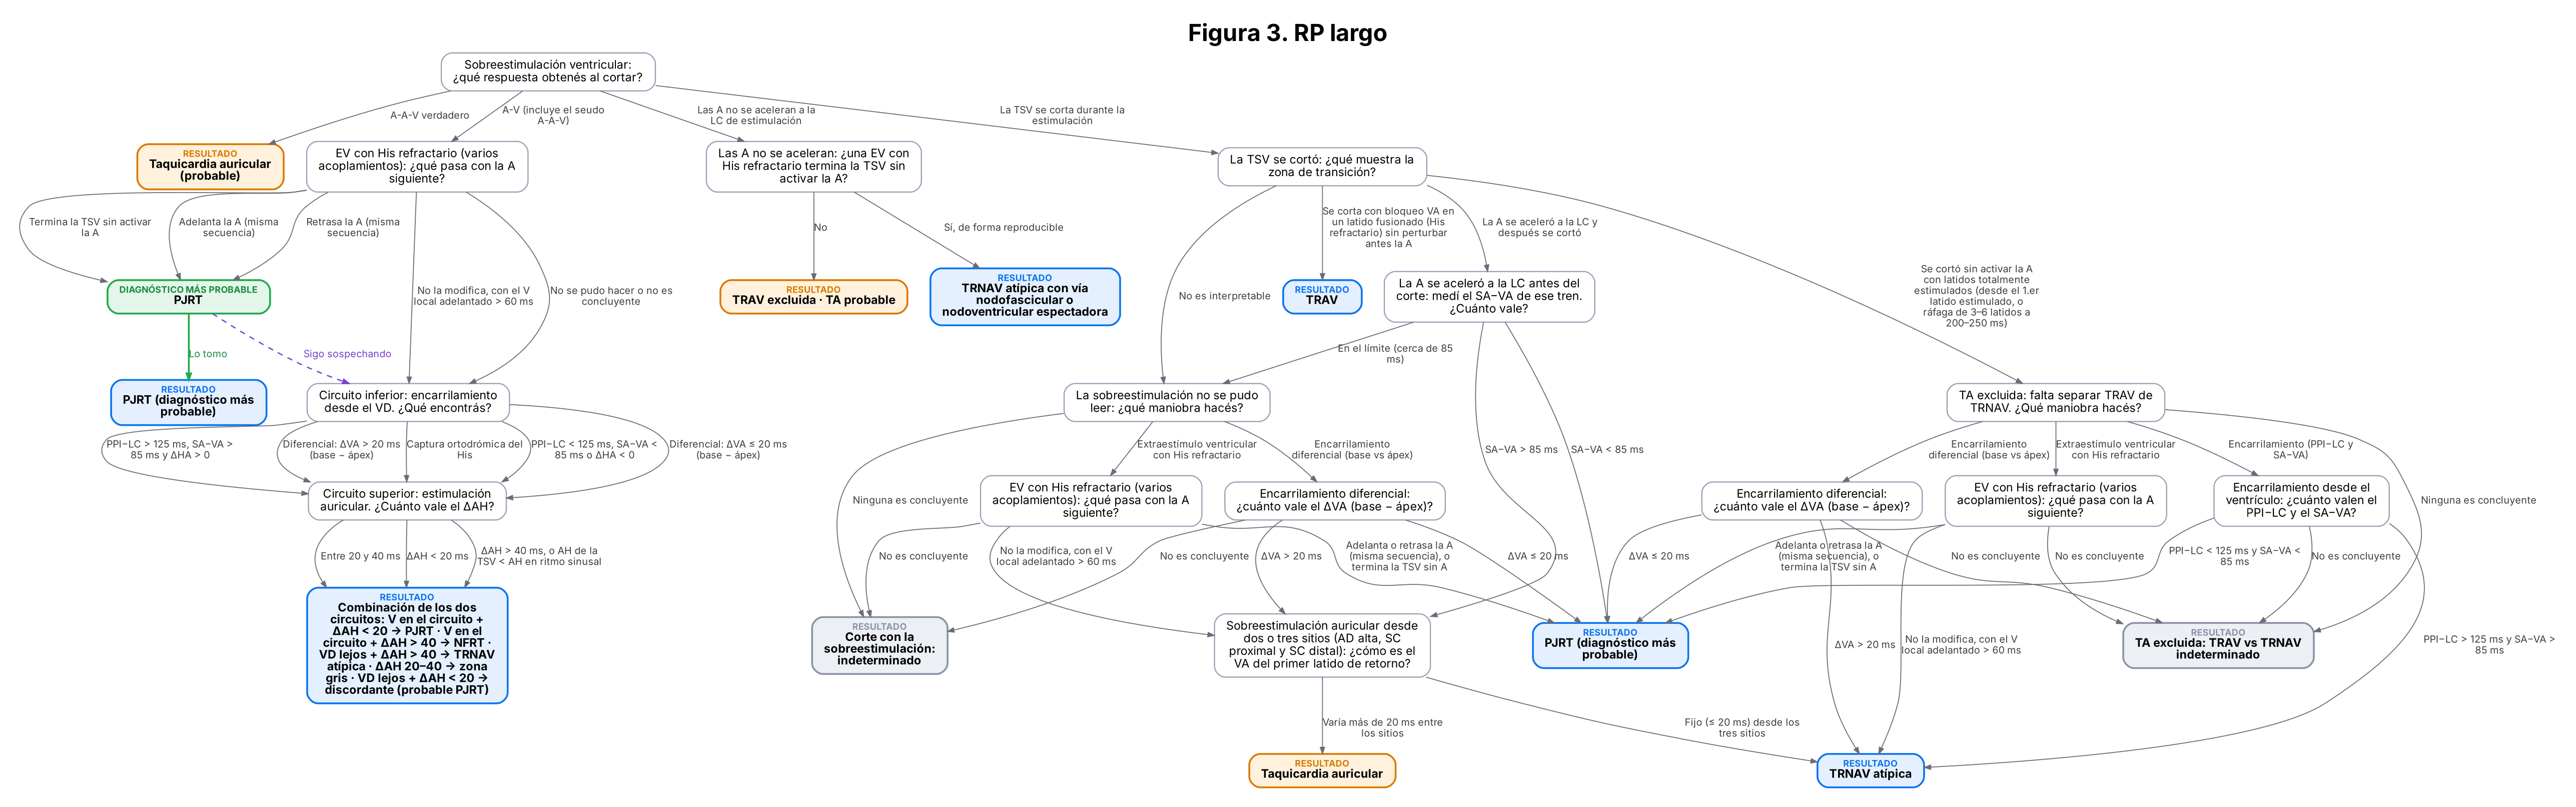 Figura 3. RP largo
Sobreestimulación ventricular:
¿qué respuesta obtenés al cortar?
A-A-V verdadero
A-V (incluye el seudo
A-A-V)
Las A no se aceleran a la
LC de estimulación
La TSV se corta durante la
estimulación
RESULTADO
Taquicardia auricular
(probable)
EV con His refractario (varios
acoplamientos): ¿qué pasa con la A
siguiente?
Las A no se aceleran: ¿una EV con
His refractario termina la TSV sin
activar la A?
La TSV se cortó: ¿qué muestra la
zona de transición?
Termina la TSV sin activar
la A
Adelanta la A (misma
secuencia)
Retrasa la A (misma
secuencia)
No la modifica, con el V
local adelantado > 60 ms
No se pudo hacer o no es
concluyente
No
Sí, de forma reproducible
No es interpretable
Se corta con bloqueo VA en
un latido fusionado (His
refractario) sin perturbar
antes la A
La A se aceleró a la LC y
después se cortó
Se cortó sin activar la A
con latidos totalmente
estimulados (desde el 1.er
latido estimulado, o
ráfaga de 3–6 latidos a
200–250 ms)
DIAGNÓSTICO MÁS PROBABLE
PJRT
RESULTADO
TRAV excluida · TA probable
RESULTADO
TRNAV atípica con vía
nodofascicular o
nodoventricular espectadora
RESULTADO
TRAV
La A se aceleró a la LC antes del
corte: medí el SA−VA de ese tren.
¿Cuánto vale?
Lo tomo
Sigo sospechando
En el límite (cerca de 85
ms)
SA−VA > 85 ms
SA−VA < 85 ms
RESULTADO
PJRT (diagnóstico más
probable)
Circuito inferior: encarrilamiento
desde el VD. ¿Qué encontrás?
La sobreestimulación no se pudo
leer: ¿qué maniobra hacés?
TA excluida: falta separar TRAV de
TRNAV. ¿Qué maniobra hacés?
PPI−LC > 125 ms, SA−VA >
85 ms y ΔHA > 0
Diferencial: ΔVA > 20 ms
(base − ápex)
Captura ortodrómica del
His
PPI−LC < 125 ms, SA−VA <
85 ms o ΔHA < 0
Diferencial: ΔVA ≤ 20 ms
(base − ápex)
Extraestímulo ventricular
con His refractario
Encarrilamiento
diferencial (base vs ápex)
Encarrilamiento
diferencial (base vs ápex)
Extraestímulo ventricular
con His refractario
Encarrilamiento (PPI−LC y
SA−VA)
Ninguna es concluyente
Ninguna es concluyente
Circuito superior: estimulación
auricular. ¿Cuánto vale el ΔAH?
EV con His refractario (varios
acoplamientos): ¿qué pasa con la A
siguiente?
Encarrilamiento diferencial:
¿cuánto vale el ΔVA (base − ápex)?
Encarrilamiento diferencial:
¿cuánto vale el ΔVA (base − ápex)?
EV con His refractario (varios
acoplamientos): ¿qué pasa con la A
siguiente?
Encarrilamiento desde el
ventrículo: ¿cuánto valen el
PPI−LC y el SA−VA?
Entre 20 y 40 ms
ΔAH < 20 ms
ΔAH > 40 ms, o AH de la
TSV < AH en ritmo sinusal
No es concluyente
No la modifica, con el V
local adelantado > 60 ms
No es concluyente
ΔVA > 20 ms
Adelanta o retrasa la A
(misma secuencia), o
termina la TSV sin A
ΔVA ≤ 20 ms
ΔVA ≤ 20 ms
Adelanta o retrasa la A
(misma secuencia), o
termina la TSV sin A
No es concluyente
No es concluyente
PPI−LC < 125 ms y SA−VA <
85 ms
No es concluyente
RESULTADO
Combinación de los dos
circuitos: V en el circuito +
ΔAH < 20 → PJRT · V en el
circuito + ΔAH > 40 → NFRT ·
VD lejos + ΔAH > 40 → TRNAV
atípica · ΔAH 20–40 → zona
gris · VD lejos + ΔAH < 20 →
discordante (probable PJRT)
RESULTADO
Corte con la
sobreestimulación:
indeterminado
Sobreestimulación auricular desde
dos o tres sitios (AD alta, SC
proximal y SC distal): ¿cómo es el
VA del primer latido de retorno?
RESULTADO
PJRT (diagnóstico más
probable)
ΔVA > 20 ms
No la modifica, con el V
local adelantado > 60 ms
RESULTADO
TA excluida: TRAV vs TRNAV
indeterminado
PPI−LC > 125 ms y SA−VA >
85 ms
Varía más de 20 ms entre
los sitios
Fijo (≤ 20 ms) desde los
tres sitios
RESULTADO
Taquicardia auricular
RESULTADO
TRNAV atípica